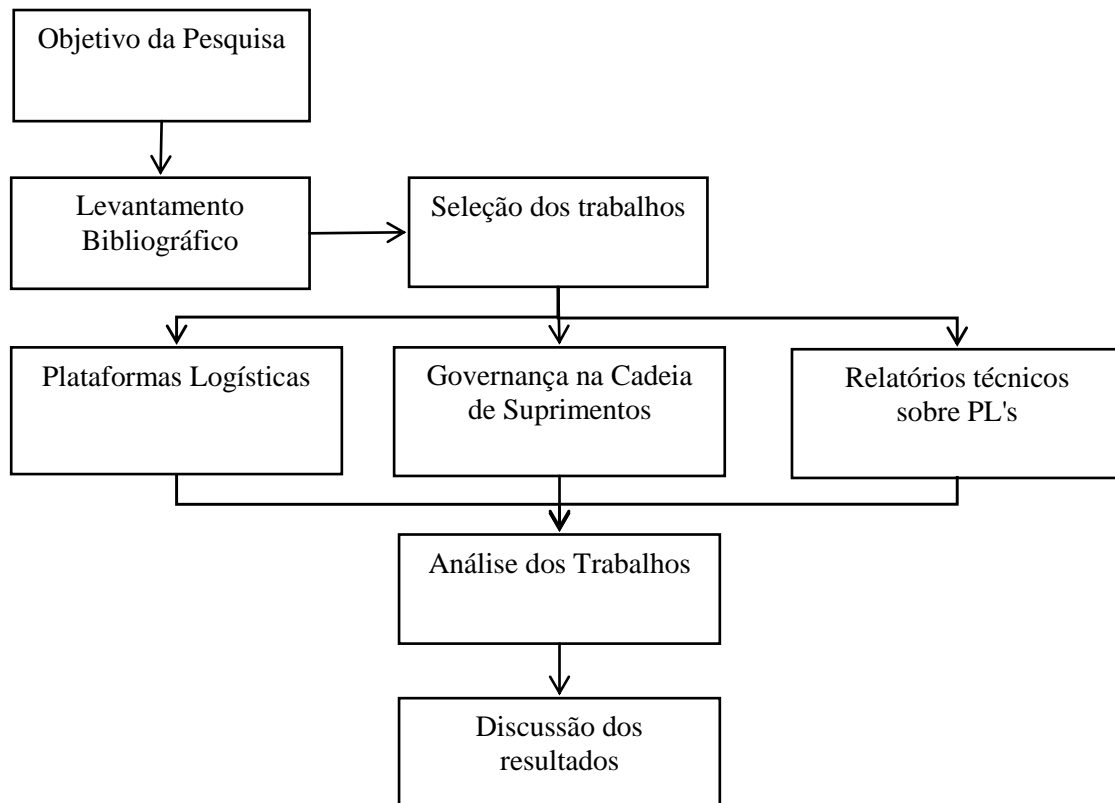 Objetivo da Pesquisa
Levantamento
Bibliográfico
Seleção dos trabalhos
Plataformas Logísticas
Governança na Cadeia
de Suprimentos
Relatórios técnicos
sobre PL's
Análise dos Trabalhos
Discussão dos
resultados